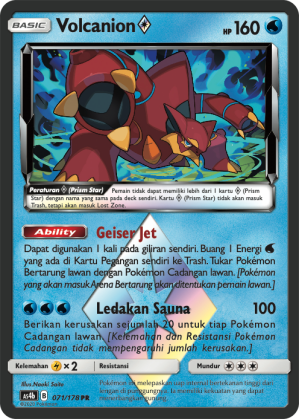 BASIC Volcanion◇ HP 160
Peraturan ◇ (Prism Star) Pemain tidak dapat memiliki lebih dari 1 kartu ◇ (Prism
Star) dengan nama yang sama pada deck sendiri. Kartu ◇ (Prism Star) tidak akan masuk
Trash, tetapi akan masuk Lost Zone.
Ability Geiser Jet
Dapat digunakan 1 kali pada giliran sendiri. Buang 1 Energi
yang ada di Kartu Pegangan sendiri ke Trash. Tukar Pokémon
Bertarung lawan dengan Pokémon Cadangan lawan. [Pokémon
yang akan masuk Arena Bertarung akan ditentukan pemain lawan.]
Ledakan Sauna 100
Berikan kerusakan sejumlah 20 untuk tiap Pokémon
Cadangan lawan. [Kelemahan dan Resistansi Pokémon
Cadangan tidak mempengaruhi jumlah kerusakan.]
Kelemahan ×2 Resistansi Mundur
Illus. Naoki Saito
AS4b B 071/178 PR
Pokémon ini melepaskan uap